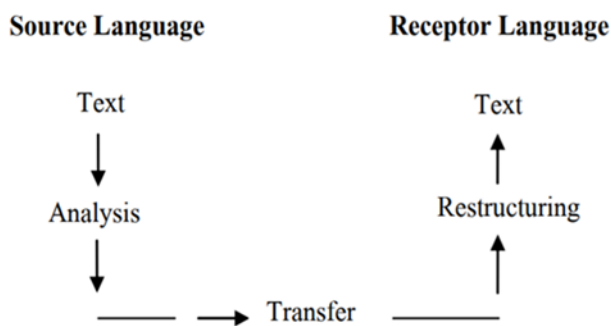 Source Language Receptor Language
Text Text
Analysis Restructuring
Transfer